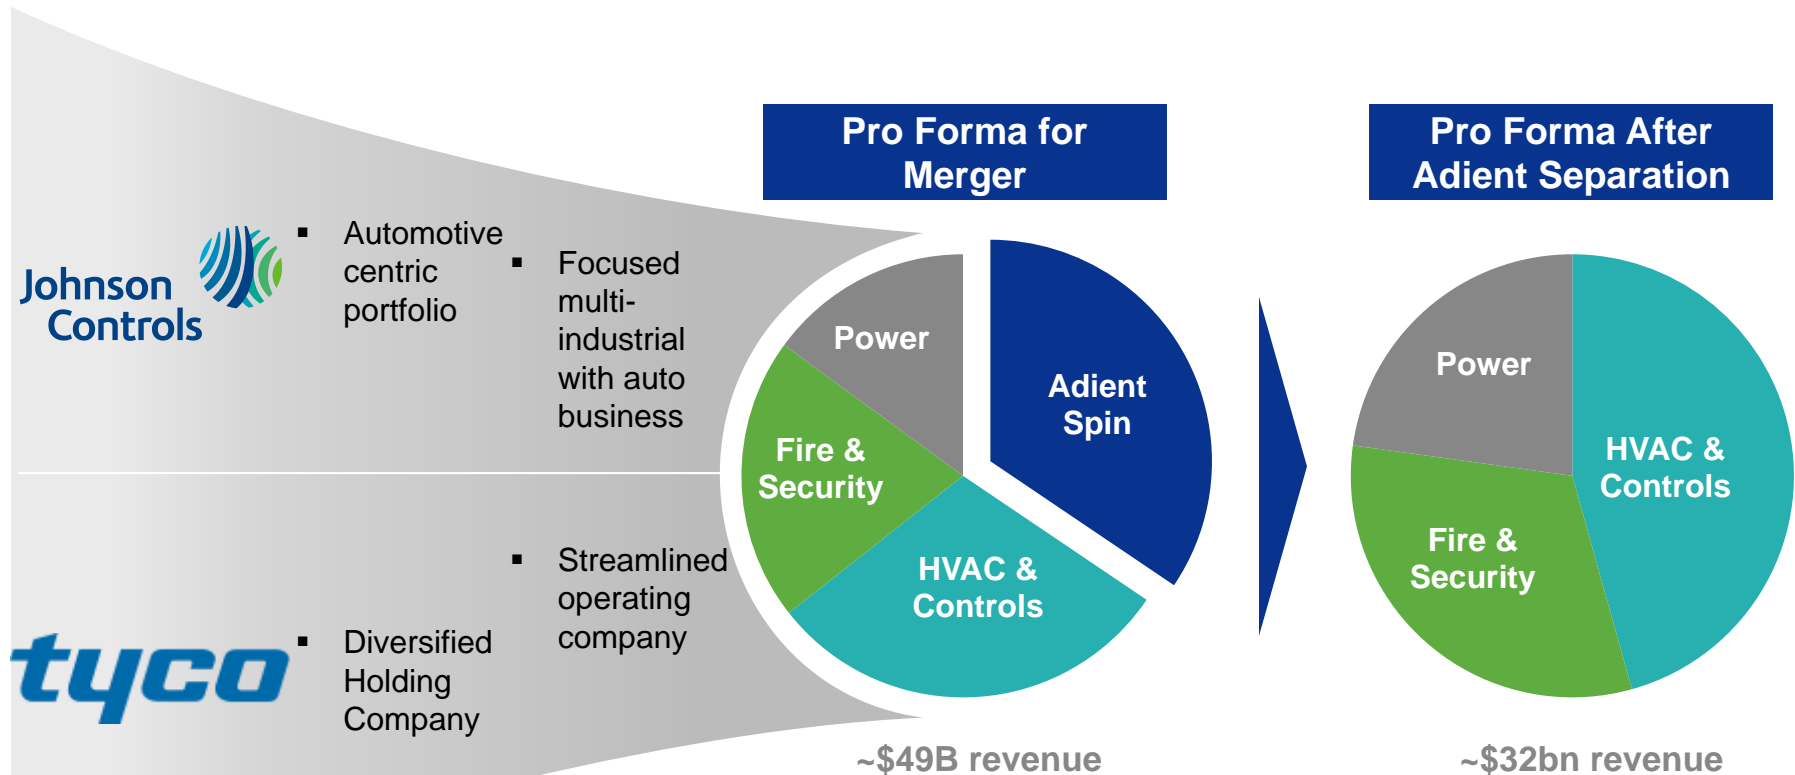 Pro Forma for
Merger
Pro Forma After
Adient Separation
Johnson
Controls
▪ Automotive
centric
portfolio
▪ Focused
multi-
industrial
with auto
business
tyco
▪ Diversified
Holding
Company
▪ Streamlined
operating
company
Power
Adient
Spin
Fire &
Security
HVAC &
Controls
~$49B revenue
Power
HVAC &
Controls
Fire &
Security
~$32bn revenue